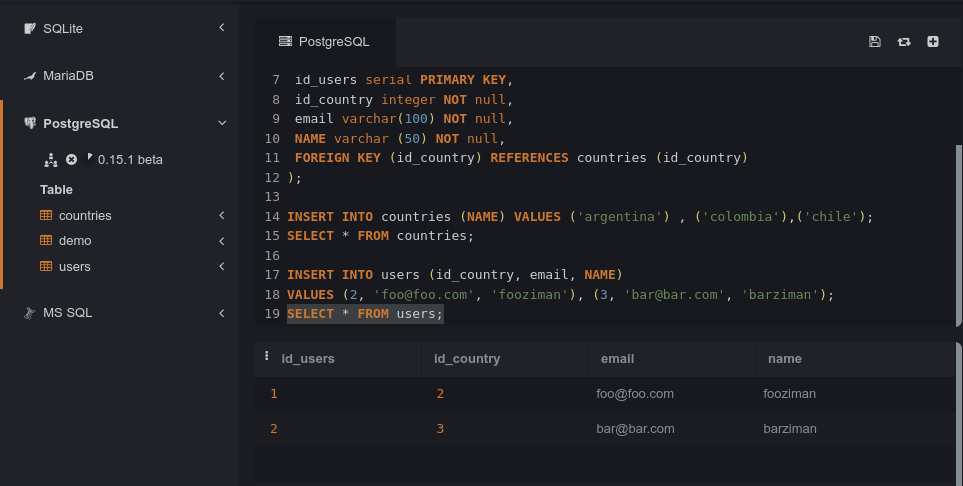 SQLite
MariaDB
PostgreSQL
0.15.1 beta
Table
countries
demo
users
MS SQL
PostgreSQL
7 id_users serial PRIMARY KEY,
8 id_country integer NOT null,
9 email varchar(100) NOT null,
10 NAME varchar (50) NOT null,
11 FOREIGN KEY (id_country) REFERENCES countries (id_country)
12 );
13
14 INSERT INTO countries (NAME) VALUES ('argentina') , ('colombia'),('chile');
15 SELECT * FROM countries;
16
17 INSERT INTO users (id_country, email, NAME)
18 VALUES (2, 'foo@foo.com', 'fooziman'), (3, 'bar@bar.com', 'barziman');
19 SELECT * FROM users;
id_users id_country email name
1 2 foo@foo.com fooziman
2 3 bar@bar.com barziman